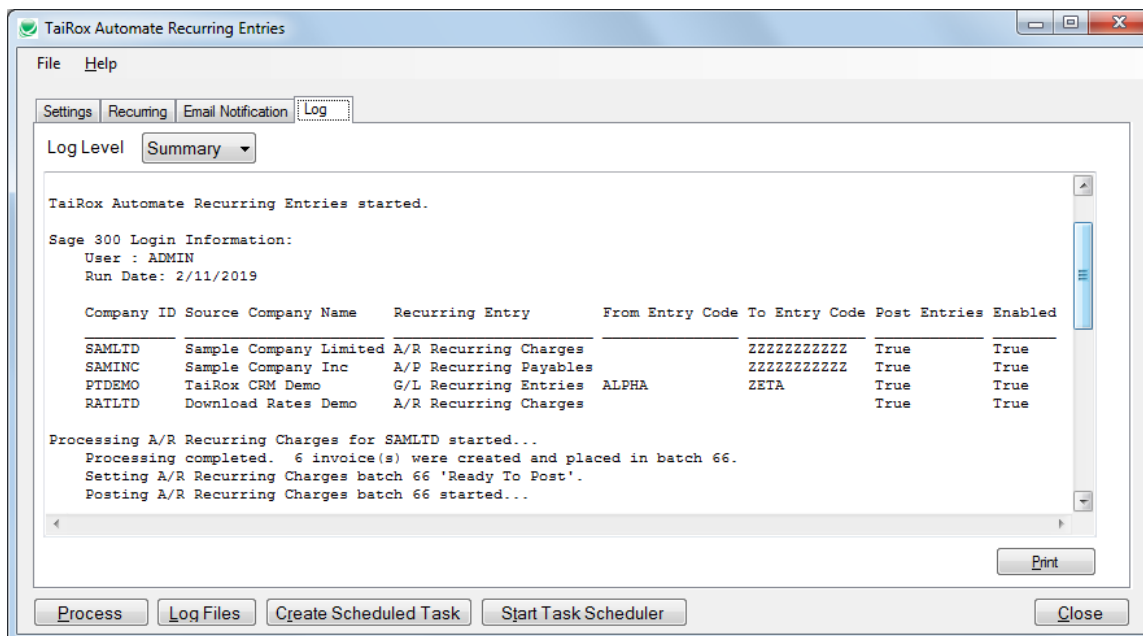 TaiRox Automate Recurring Entries
File Help
Settings Recurring Email Notification Log
Log Level Summary
TaiRox Automate Recurring Entries started.
Sage 300 Login Information:
User : ADMIN
Run Date: 2/11/2019
Company ID Source Company Name Recurring Entry From Entry Code To Entry Code Post Entries Enabled
SAMLTD Sample Company Limited A/R Recurring Charges ZZZZZZZZZZZ True True
SAMINC Sample Company Inc A/P Recurring Payables ZZZZZZZZZZZ True True
PTDEMO TaiRox CRM Demo G/L Recurring Entries ALPHA ZETA True True
RATLTD Download Rates Demo A/R Recurring Charges True True
Processing A/R Recurring Charges for SAMLTD started...
Processing completed. 6 invoice(s) were created and placed in batch 66.
Setting A/R Recurring Charges batch 66 'Ready To Post'.
Posting A/R Recurring Charges batch 66 started...
Print
Process Log Files Create Scheduled Task Start Task Scheduler Close